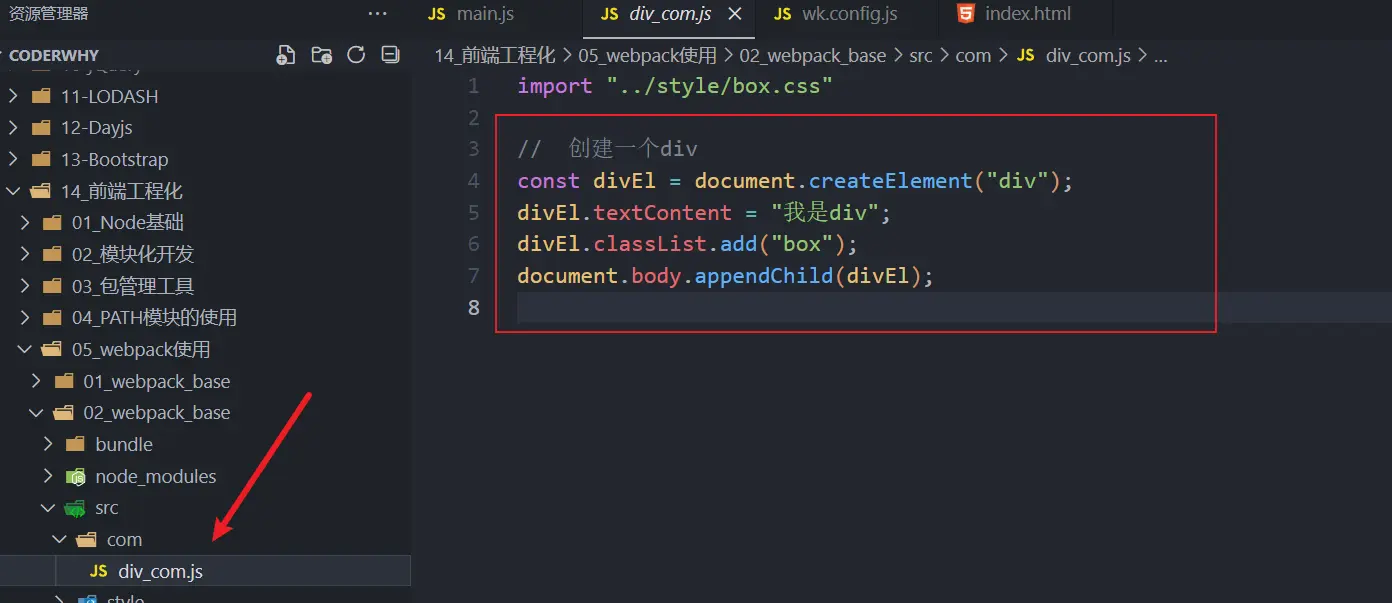 资源管理器 ···
CODERWHY
11-LODASH
12-Dayjs
13-Bootstrap
14_前端工程化
01_Node基础
02_模块化开发
03_包管理工具
04_PATH模块的使用
05_webpack使用
01_webpack_base
02_webpack_base
bundle
node_modules
src
com
JS div_com.js
style
JS main.js JS div_com.js × JS wk.config.js index.html
14_前端工程化 > 05_webpack使用 > 02_webpack_base > src > com > JS div_com.js > ...
1 import "../style/box.css"
2
3 // 创建一个div
4 const divEl = document.createElement("div");
5 divEl.textContent = "我是div";
6 divEl.classList.add("box");
7 document.body.appendChild(divEl);
8